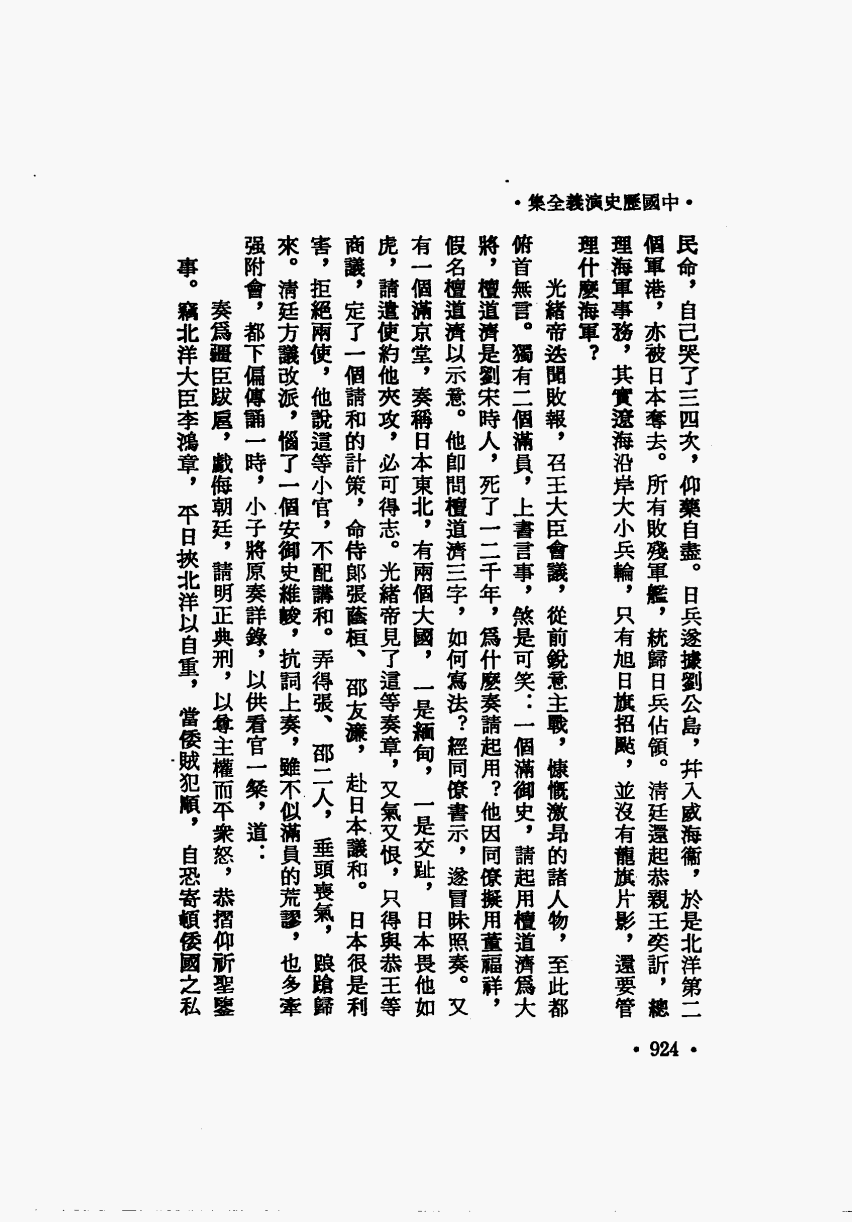 ·中國歷史演義全集·
民命，自己哭了三四次，仰藥自盡。日兵遂據劉公島，幷入威海衞，於是北洋第二
個軍港，亦被日本奪去。所有敗殘軍艦，統歸日兵佔領。清廷還起恭親王奕訢，總
理海軍事務，其實遼海沿岸大小兵輪，只有旭日旗招颭，並沒有龍旗片影，還要管
理什麼海軍？
光緒帝迭聞敗報，召王大臣會議，從前銳意主戰，慷慨激昂的諸人物，至此都
俯首無言。獨有二個滿員，上書言事，煞是可笑：一個滿御史，請起用檀道濟爲大
將，檀道濟是劉宋時人，死了一二千年，爲什麼奏請起用？他因同僚擬用董福祥，
假名檀道濟以示意。他卽問檀道濟三字，如何寫法？經同僚書示，遂冒昧照奏。又
有一個滿京堂，奏稱日本東北，有兩個大國，一是緬甸，一是交趾，日本畏他如
虎，請遣使約他夾攻，必可得志。光緒帝見了這等奏章，又氣又恨，只得與恭王等
商議，定了一個請和的計策，命侍郞張蔭桓、邵友濂，赴日本議和。日本很是利
害，拒絕兩使，他說這等小官，不配講和。弄得張、邵二人，垂頭喪氣，踉蹌歸
來。清廷方議改派，惱了一個安御史維峻，抗詞上奏，雖不似滿員的荒謬，也多牽
强附會，都下偏傳誦一時，小子將原奏詳錄，以供看官一粲，道：
奏爲疆臣跋扈，戲侮朝廷，請明正典刑，以尊主權而平衆怒，恭摺仰祈聖鑒
事。竊北洋大臣李鴻章，平日挾北洋以自重，當倭賊犯順，自恐寄頓倭國之私
·924·